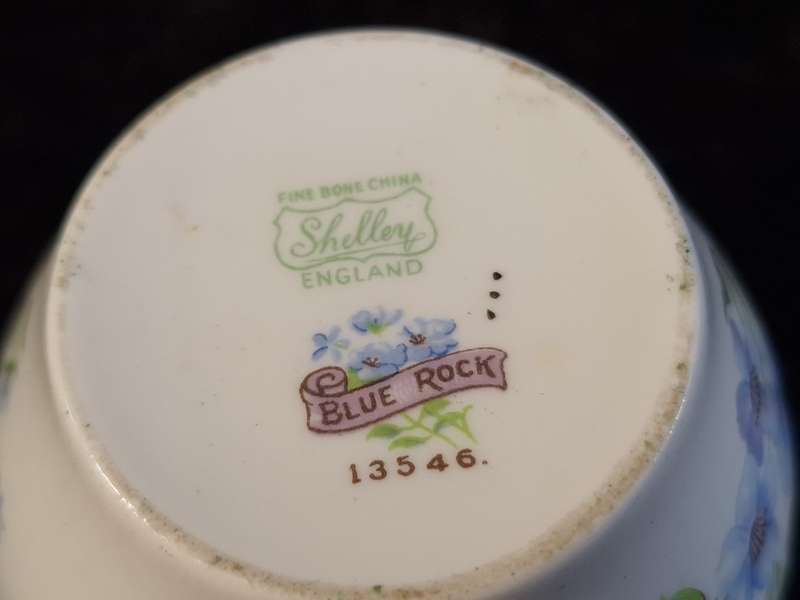 FINE BONE CHINA
Shelley
ENGLAND
BLUE ROCK
13546.